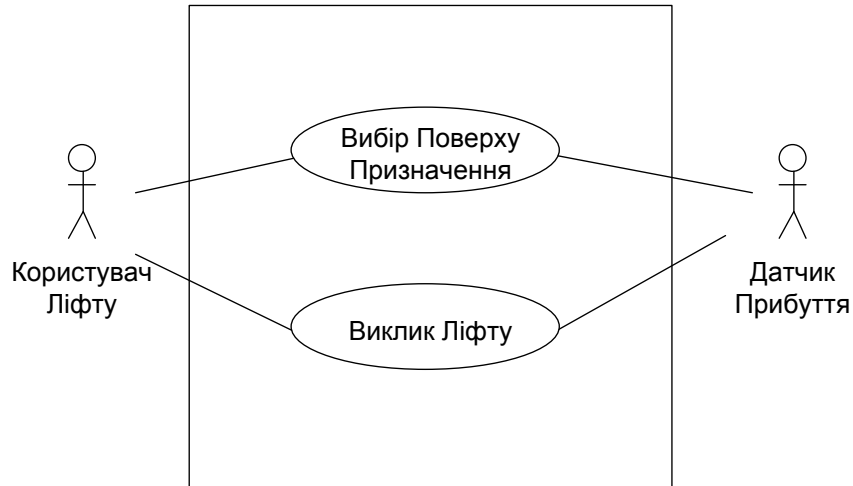 Вибір Поверху
Призначення
Користувач
Ліфту
Датчик
Прибуття
Виклик Ліфту